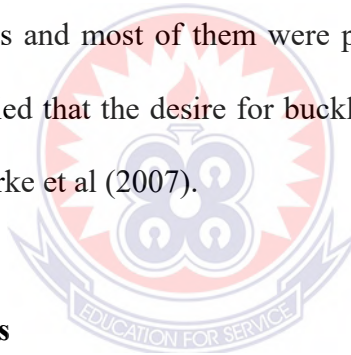 s and most of them were p
ed that the desire for buckl
rke et al (2007).
EDUCATION FOR SERVICE
s